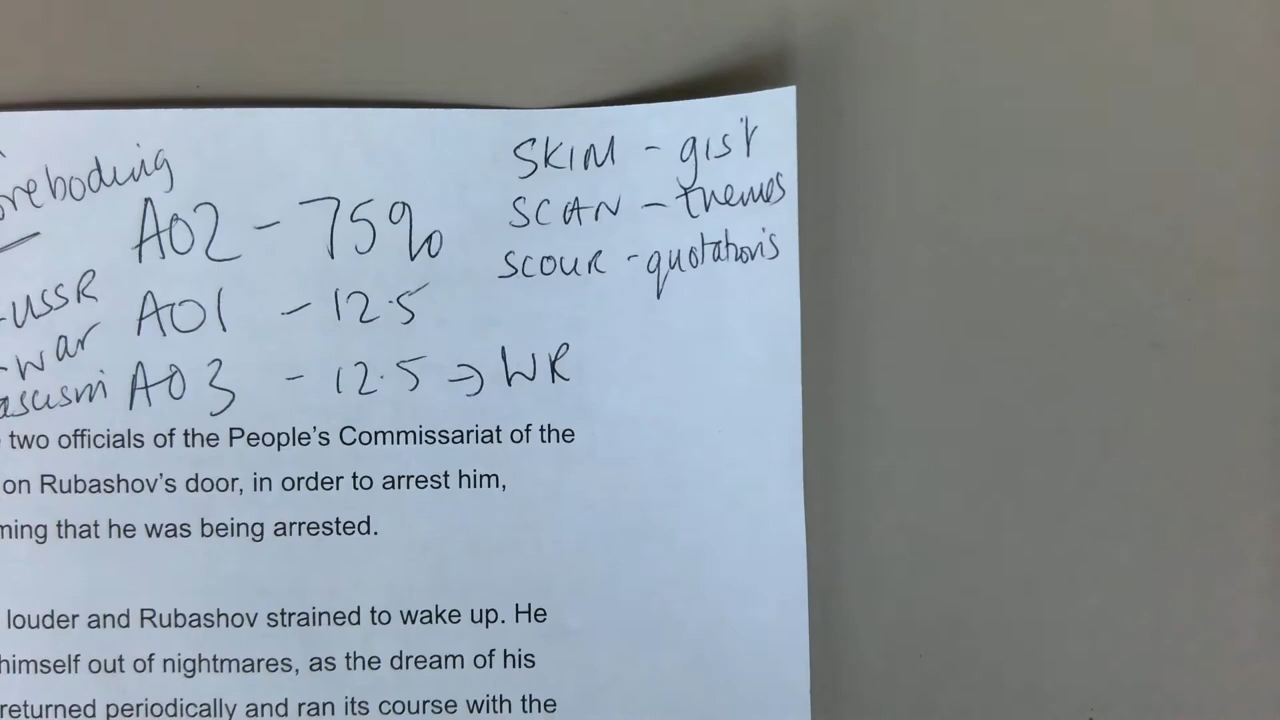 oreboding
SKIM - gist
SCAN - themes
SCOUR - quotations
AO2 - 75%
-USSR
AO1 - 12.5
-war
ascism
AO3 - 12.5 → WR
two officials of the People's Commissariat of the
on Rubashov's door, in order to arrest him,
ming that he was being arrested.
louder and Rubashov strained to wake up. He
himself out of nightmares, as the dream of his
returned periodically and ran its course with the